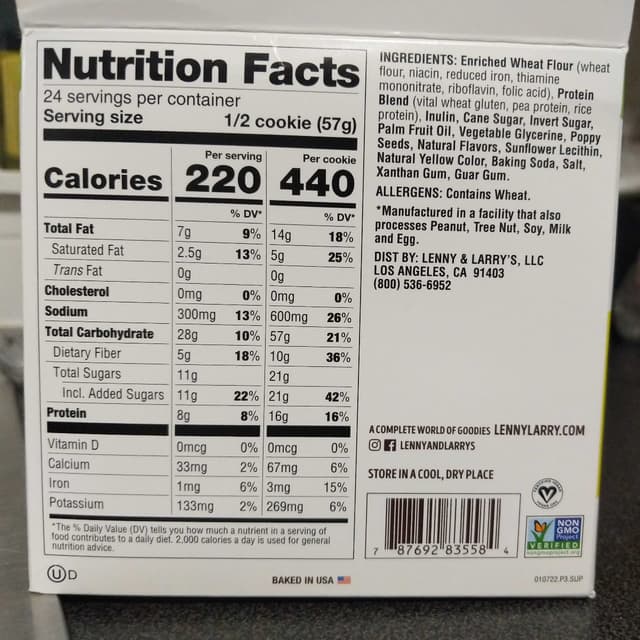 Nutrition Facts
24 servings per container
Serving size 1/2 cookie (57g)
Per serving Per cookie
Calories 220 440
% DV* % DV*
Total Fat 7g 9% 14g 18%
Saturated Fat 2.5g 13% 5g 25%
Trans Fat 0g 0g
Cholesterol 0mg 0% 0mg 0%
Sodium 300mg 13% 600mg 26%
Total Carbohydrate 28g 10% 57g 21%
Dietary Fiber 5g 18% 10g 36%
Total Sugars 11g 21g
Incl. Added Sugars 11g 22% 21g 42%
Protein 8g 8% 16g 16%
Vitamin D 0mcg 0% 0mcg 0%
Calcium 33mg 2% 67mg 6%
Iron 1mg 6% 3mg 15%
Potassium 133mg 2% 269mg 6%
*The % Daily Value (DV) tells you how much a nutrient in a serving of
food contributes to a daily diet. 2,000 calories a day is used for general
nutrition advice.
U D
BAKED IN USA
INGREDIENTS: Enriched Wheat Flour (wheat
flour, niacin, reduced iron, thiamine
mononitrate, riboflavin, folic acid), Protein
Blend (vital wheat gluten, pea protein, rice
protein), Inulin, Cane Sugar, Invert Sugar,
Palm Fruit Oil, Vegetable Glycerine, Poppy
Seeds, Natural Flavors, Sunflower Lecithin,
Natural Yellow Color, Baking Soda, Salt,
Xanthan Gum, Guar Gum.
ALLERGENS: Contains Wheat.
*Manufactured in a facility that also
processes Peanut, Tree Nut, Soy, Milk
and Egg.
DIST BY: LENNY & LARRY'S, LLC
LOS ANGELES, CA 91403
(800) 536-6952
A COMPLETE WORLD OF GOODIES LENNYLARRY.COM
LENNYANDLARRYS
STORE IN A COOL, DRY PLACE
7 87692 83558 4
NON
GMO
Project
VERIFIED
nongmoproject.org
010722.P3.SUP